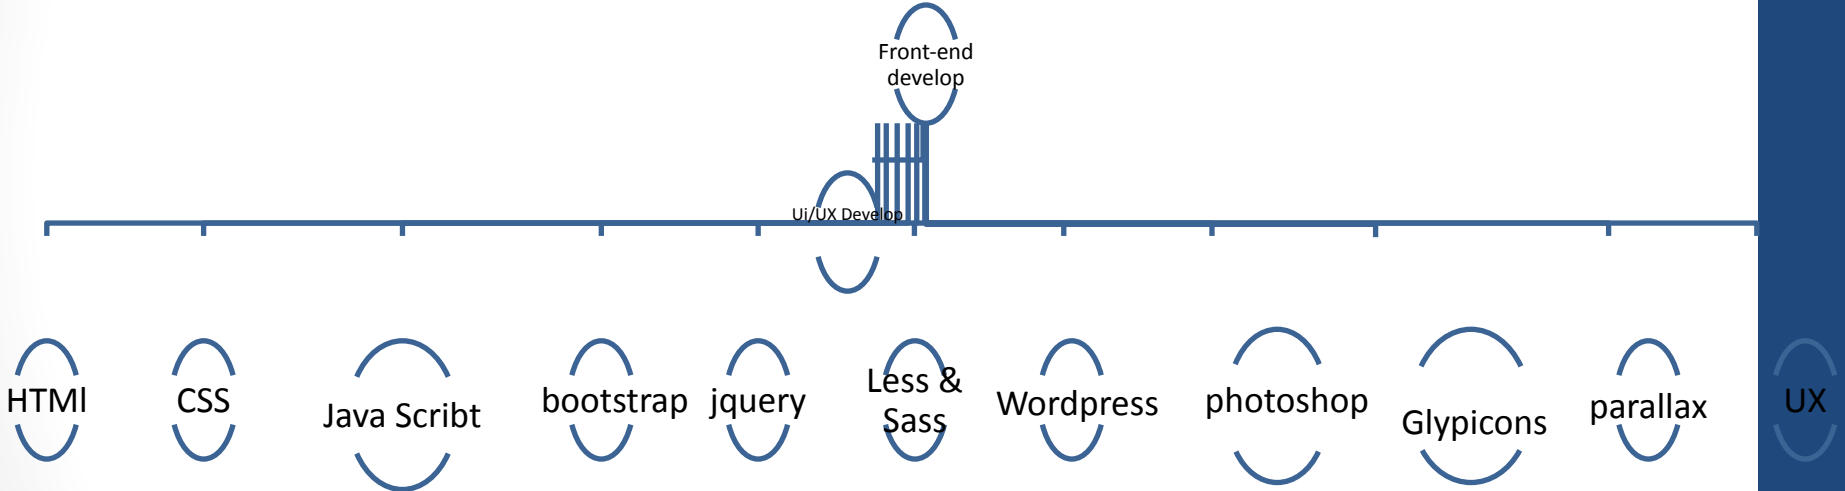 Front-end
develop
Ui/UX Develop
HTMl
CSS
Java Scribt
bootstrap
jquery
Less &
Sass
Wordpress
photoshop
Glypicons
parallax
UX